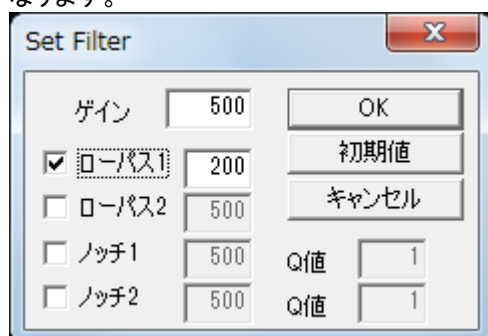 なります。
Set Filter
ゲイン 500 OK
ローパス1 200 初期値
ローパス2 500 キャンセル
ノッチ1 500 Q値 1
ノッチ2 500 Q値 1